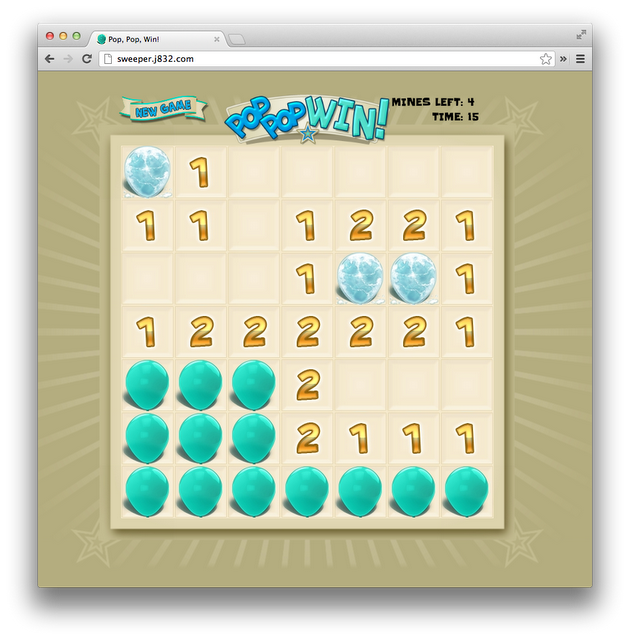 Pop, Pop, Win!
sweeper.j832.com
NEW GAME
POP POP WIN!
MINES LEFT: 4
TIME: 15
1
1 1 1 2 2 1
1 1
1 2 2 2 2 2 1
2
2 1 1 1